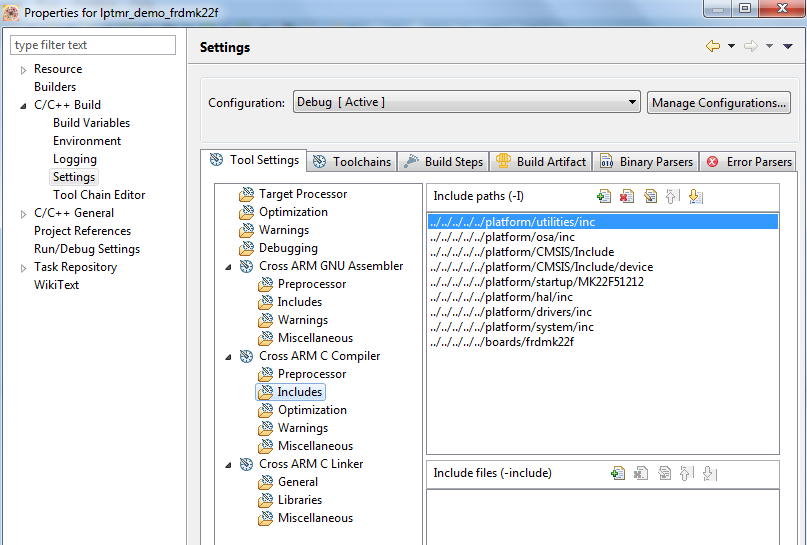 Properties for lptmr_demo_frdmk22f
type filter text
Resource
Builders
C/C++ Build
Build Variables
Environment
Logging
Settings
Tool Chain Editor
C/C++ General
Project References
Run/Debug Settings
Task Repository
WikiText
Settings
Configuration: Debug [ Active ] Manage Configurations...
Tool Settings Toolchains Build Steps Build Artifact Binary Parsers Error Parsers
Target Processor
Optimization
Warnings
Debugging
Cross ARM GNU Assembler
Preprocessor
Includes
Warnings
Miscellaneous
Cross ARM C Compiler
Preprocessor
Includes
Optimization
Warnings
Miscellaneous
Cross ARM C Linker
General
Libraries
Miscellaneous
Include paths (-I)
../../../../../platform/utilities/inc
../../../../../platform/osa/inc
../../../../../platform/CMSIS/Include
../../../../../platform/CMSIS/Include/device
../../../../../platform/startup/MK22F51212
../../../../../platform/hal/inc
../../../../../platform/drivers/inc
../../../../../platform/system/inc
../../../../../boards/frdmk22f
Include files (-include)